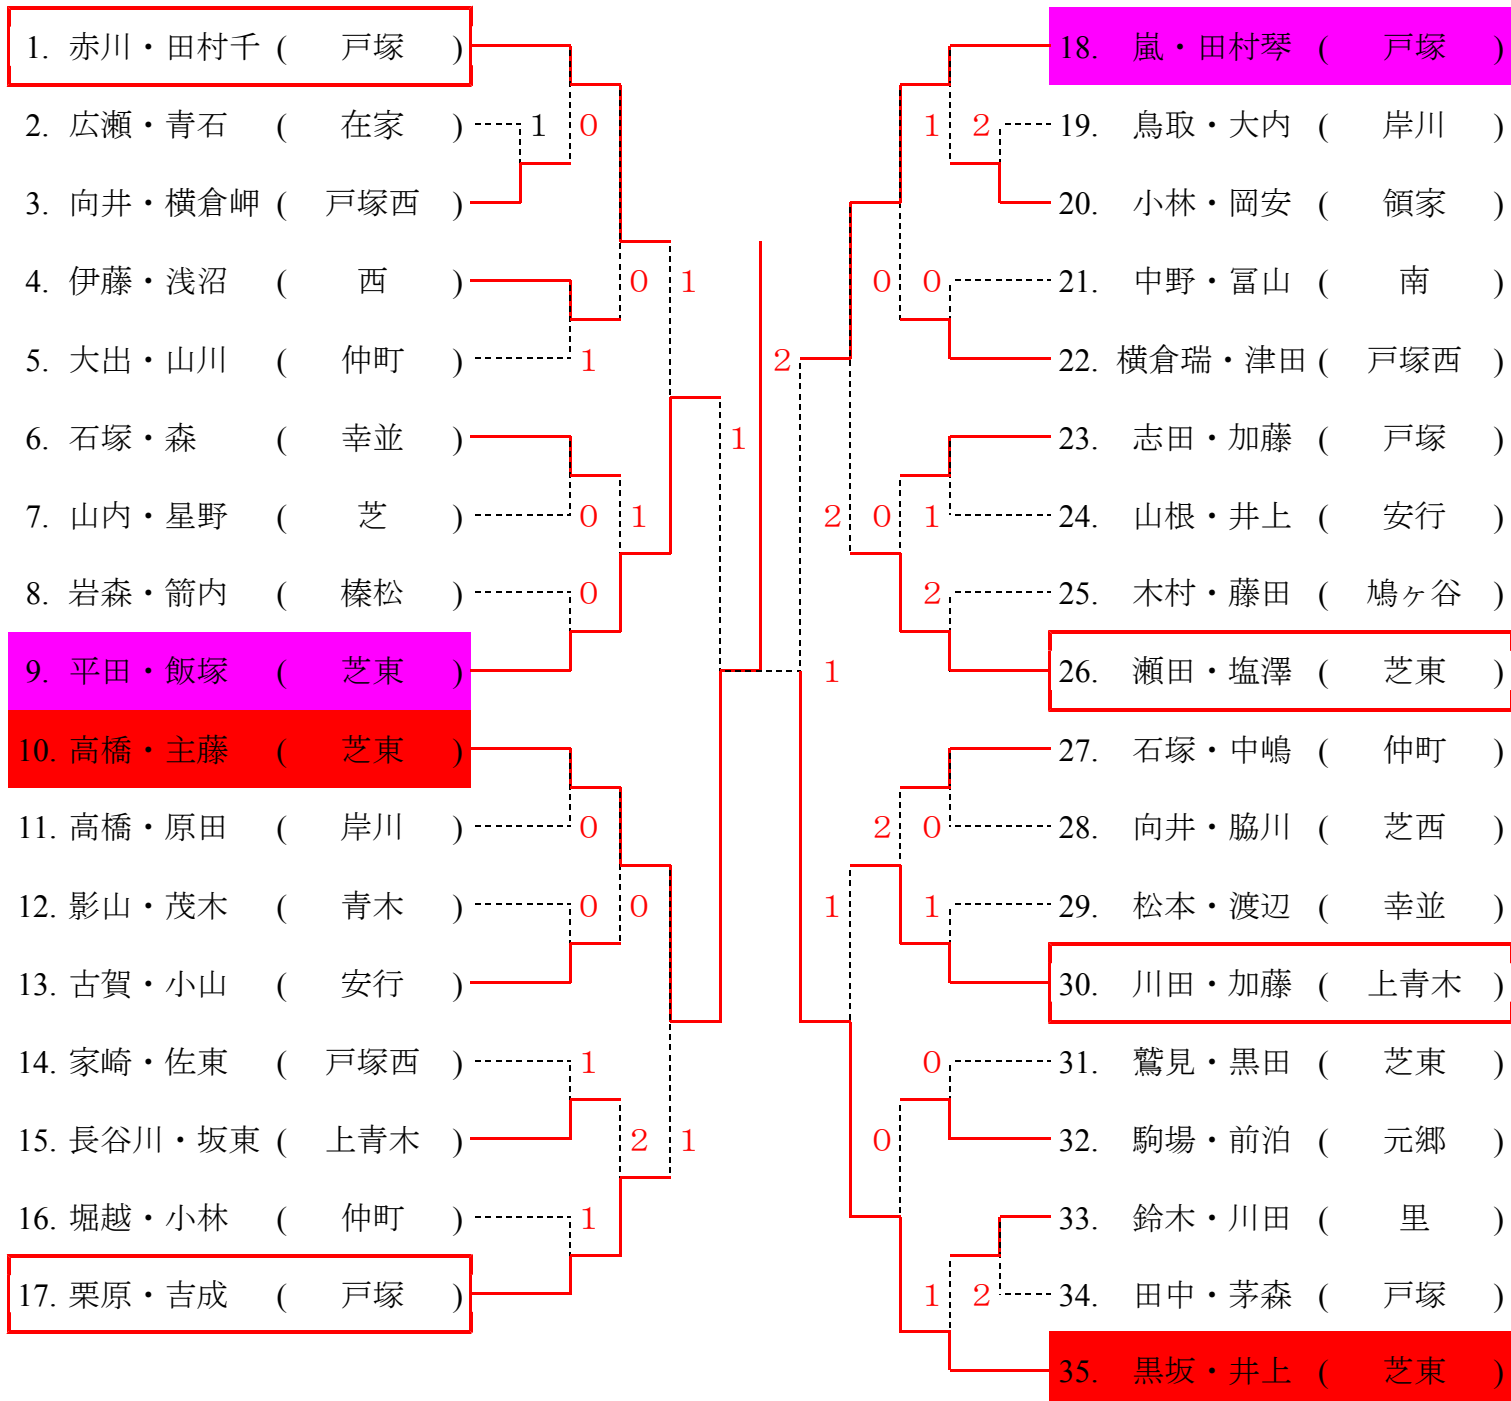 1. 赤川・田村千 ( 戸塚 )
2. 広瀬・青石 ( 在家 ) 1 0
3. 向井・横倉岬 ( 戸塚西 )
4. 伊藤・浅沼 ( 西 ) 0 1
5. 大出・山川 ( 仲町 ) 1
6. 石塚・森 ( 幸並 ) 1
7. 山内・星野 ( 芝 ) 0 1
8. 岩森・箭内 ( 榛松 ) 0
9. 平田・飯塚 ( 芝東 )
10. 高橋・主藤 ( 芝東 )
11. 高橋・原田 ( 岸川 ) 0
12. 影山・茂木 ( 青木 ) 0 0
13. 古賀・小山 ( 安行 )
14. 家崎・佐東 ( 戸塚西 ) 1
15. 長谷川・坂東 ( 上青木 ) 2 1
16. 堀越・小林 ( 仲町 ) 1
17. 栗原・吉成 ( 戸塚 )
18. 嵐・田村琴 ( 戸塚 )
1 2 19. 鳥取・大内 ( 岸川 )
20. 小林・岡安 ( 領家 )
0 0 21. 中野・冨山 ( 南 )
2 22. 横倉瑞・津田 ( 戸塚西 )
23. 志田・加藤 ( 戸塚 )
2 0 1 24. 山根・井上 ( 安行 )
2 25. 木村・藤田 ( 鳩ヶ谷 )
1 26. 瀬田・塩澤 ( 芝東 )
27. 石塚・中嶋 ( 仲町 )
2 0 28. 向井・脇川 ( 芝西 )
1 1 29. 松本・渡辺 ( 幸並 )
30. 川田・加藤 ( 上青木 )
0 31. 鷲見・黒田 ( 芝東 )
0 32. 駒場・前泊 ( 元郷 )
33. 鈴木・川田 ( 里 )
1 2 34. 田中・茅森 ( 戸塚 )
35. 黒坂・井上 ( 芝東 )